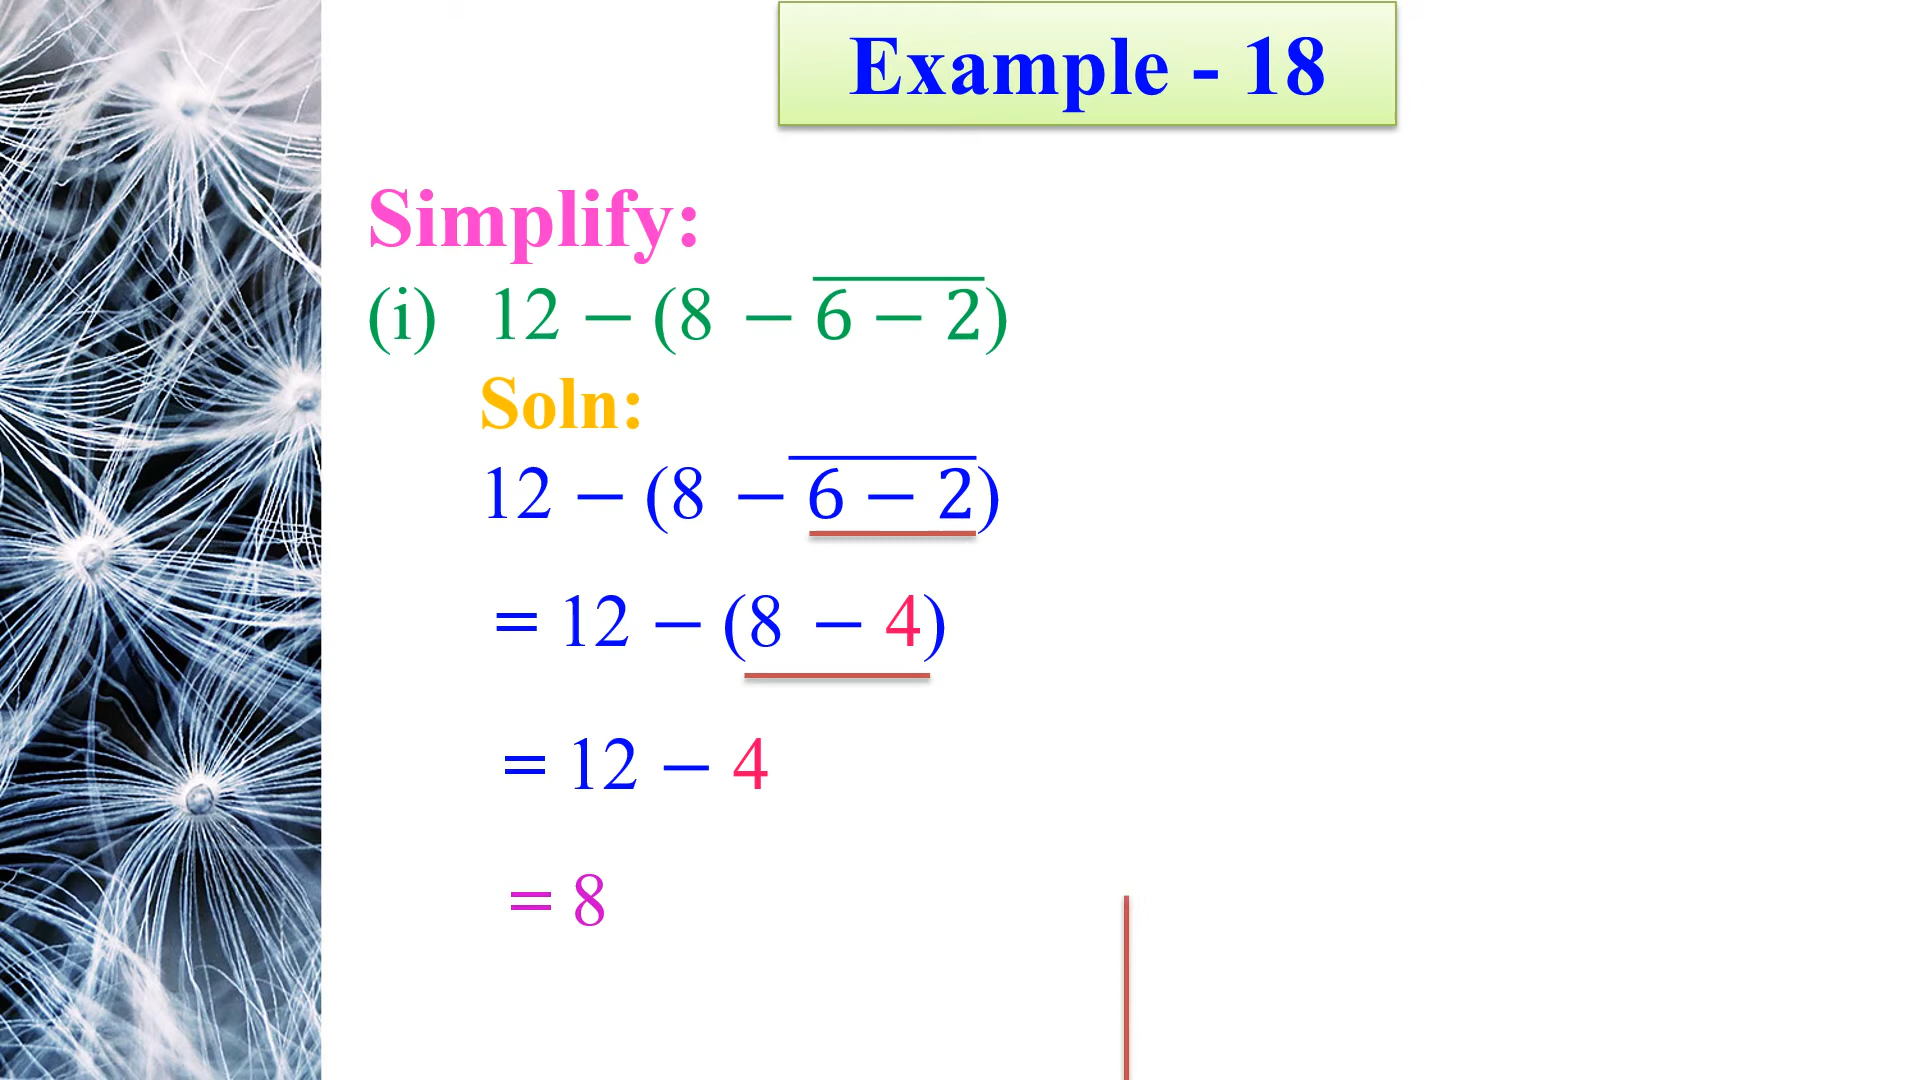 Example - 18
Simplify:
(i) 12 − (8 − 6̅ ̅−̅ ̅2̅)
Soln:
12 − (8 − 6̅ ̅−̅ ̅2̅)
= 12 − (8 − 4)
= 12 − 4
= 8